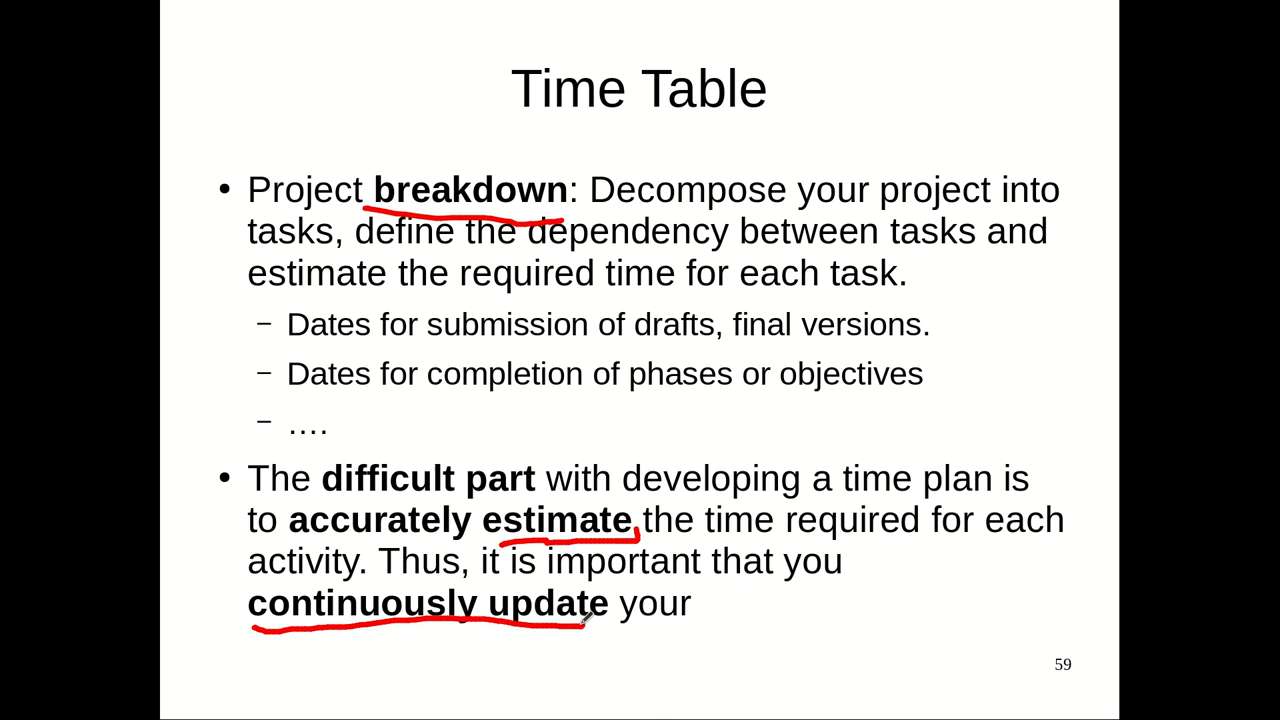 Time Table
• Project breakdown: Decompose your project into
tasks, define the dependency between tasks and
estimate the required time for each task.
– Dates for submission of drafts, final versions.
– Dates for completion of phases or objectives
– ....
• The difficult part with developing a time plan is
to accurately estimate the time required for each
activity. Thus, it is important that you
continuously update your
59